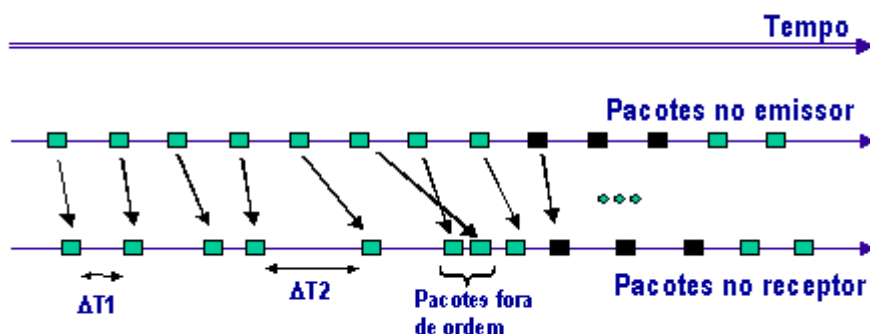 Tempo
Pacotes no emissor
ΔT1
ΔT2
Pacotes fora
de ordem
Pacotes no receptor